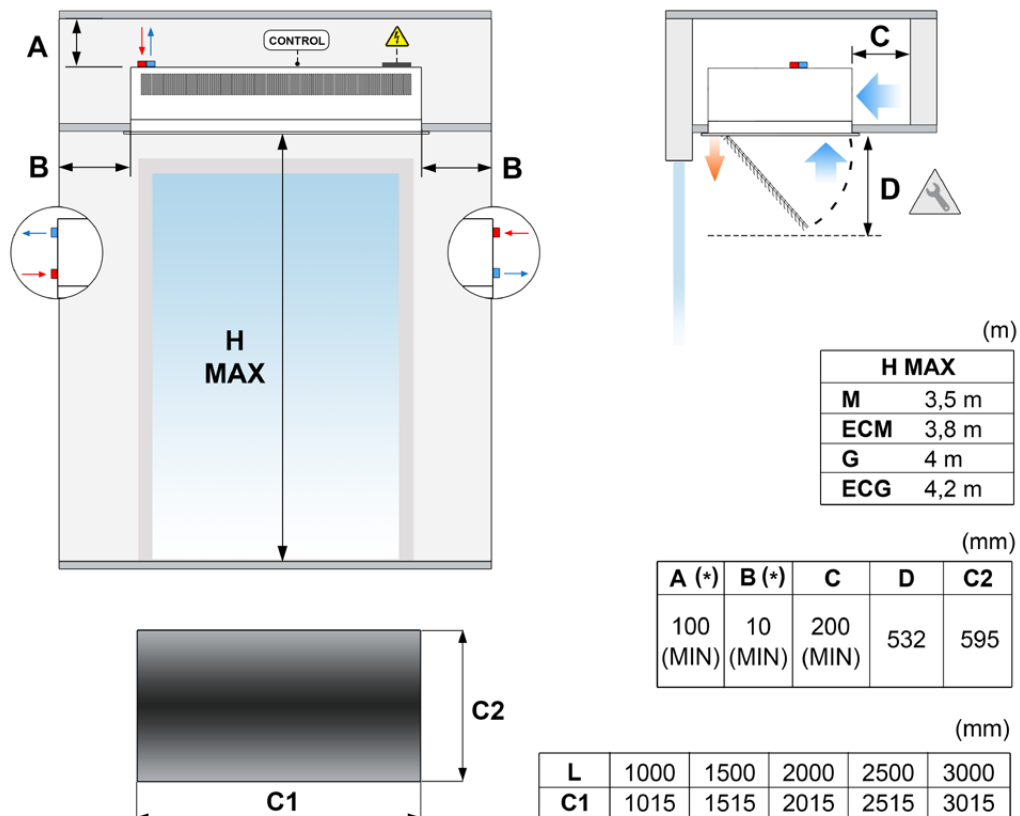 A
CONTROL
C
B
B
D
H
MAX
(m)
H MAX
M 3,5 m
ECM 3,8 m
G 4 m
ECG 4,2 m
(mm)
A (*) B (*) C D C2
100 (MIN) 10 (MIN) 200 (MIN) 532 595
C2
C1
(mm)
L 1000 1500 2000 2500 3000
C1 1015 1515 2015 2515 3015